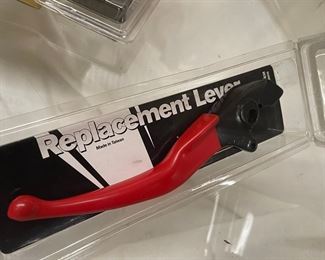 Replacement Lever
Made in Taiwan